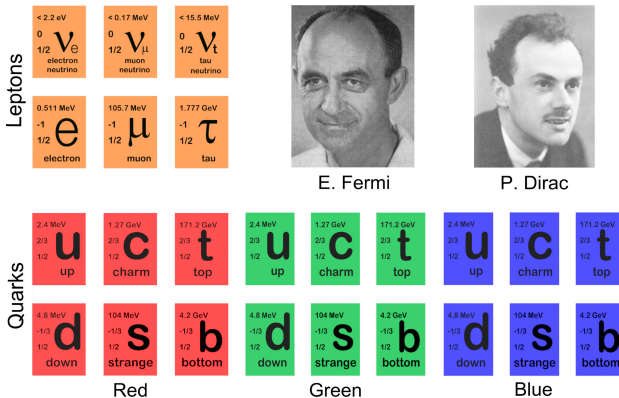 Leptons
< 2.2 eV
0
1/2
νe
electron
neutrino
< 0.17 MeV
0
1/2
νμ
muon
neutrino
< 15.5 MeV
0
1/2
νt
tau
neutrino
0.511 MeV
-1
1/2
e
electron
105.7 MeV
-1
1/2
μ
muon
1.777 GeV
-1
1/2
τ
tau
E. Fermi
P. Dirac
Quarks
2.4 MeV
2/3
1/2
u
up
1.27 GeV
2/3
1/2
c
charm
171.2 GeV
2/3
1/2
t
top
2.4 MeV
2/3
1/2
u
up
1.27 GeV
2/3
1/2
c
charm
171.2 GeV
2/3
1/2
t
top
2.4 MeV
2/3
1/2
u
up
1.27 GeV
2/3
1/2
c
charm
171.2 GeV
2/3
1/2
t
top
4.8 MeV
-1/3
1/2
d
down
104 MeV
-1/3
1/2
s
strange
4.2 GeV
-1/3
1/2
b
bottom
4.8 MeV
-1/3
1/2
d
down
104 MeV
-1/3
1/2
s
strange
4.2 GeV
-1/3
1/2
b
bottom
4.8 MeV
-1/3
1/2
d
down
104 MeV
-1/3
1/2
s
strange
4.2 GeV
-1/3
1/2
b
bottom
Red
Green
Blue